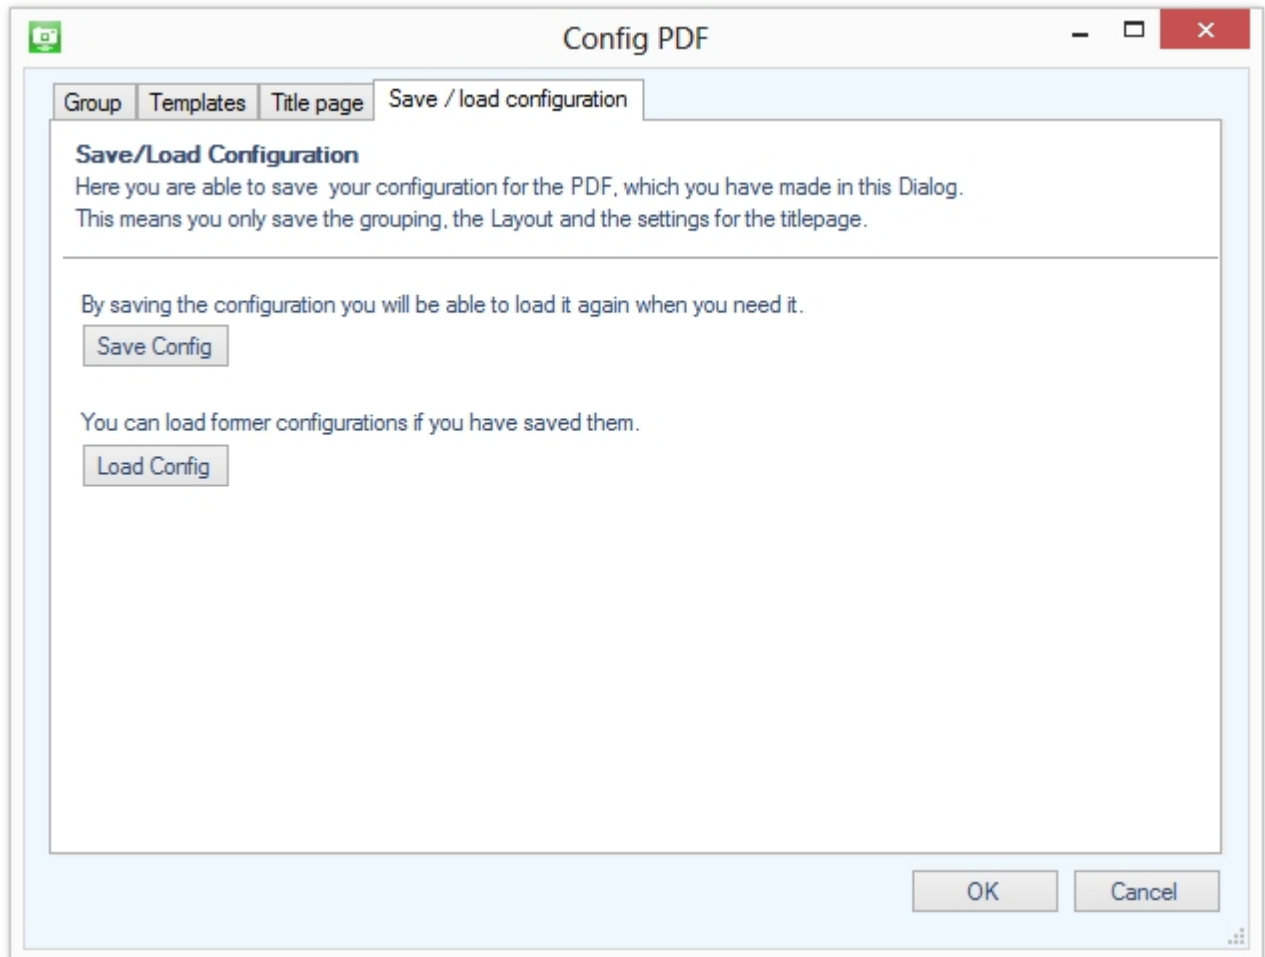 Config PDF
Group Templates Title page Save / load configuration
Save/Load Configuration
Here you are able to save  your configuration for the PDF, which you have made in this Dialog.
This means you only save the grouping, the Layout and the settings for the titlepage.
By saving the configuration you will be able to load it again when you need it.
Save Config
You can load former configurations if you have saved them.
Load Config
OK Cancel